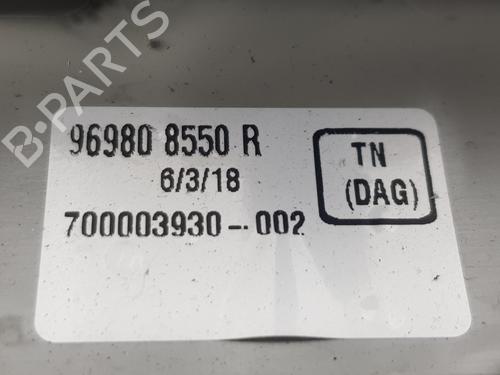 B-PARTS
96980 8550 R
6/3/18
700003930-002
TN
(DAG)